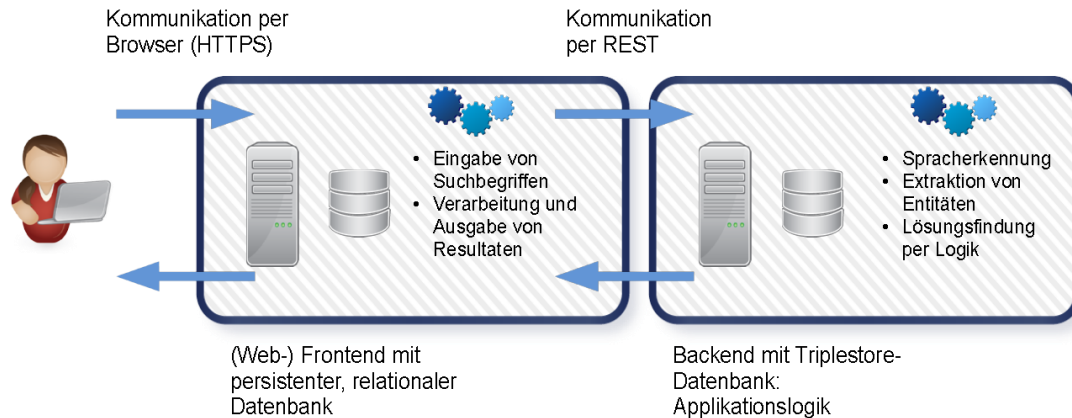 Kommunikation per
Browser (HTTPS)
Kommunikation
per REST
• Eingabe von
Suchbegriffen
• Verarbeitung und
Ausgabe von
Resultaten
• Spracherkennung
• Extraktion von
Entitäten
• Lösungsfindung
per Logik
(Web-) Frontend mit
persistenter, relationaler
Datenbank
Backend mit Triplestore-
Datenbank:
Applikationslogik